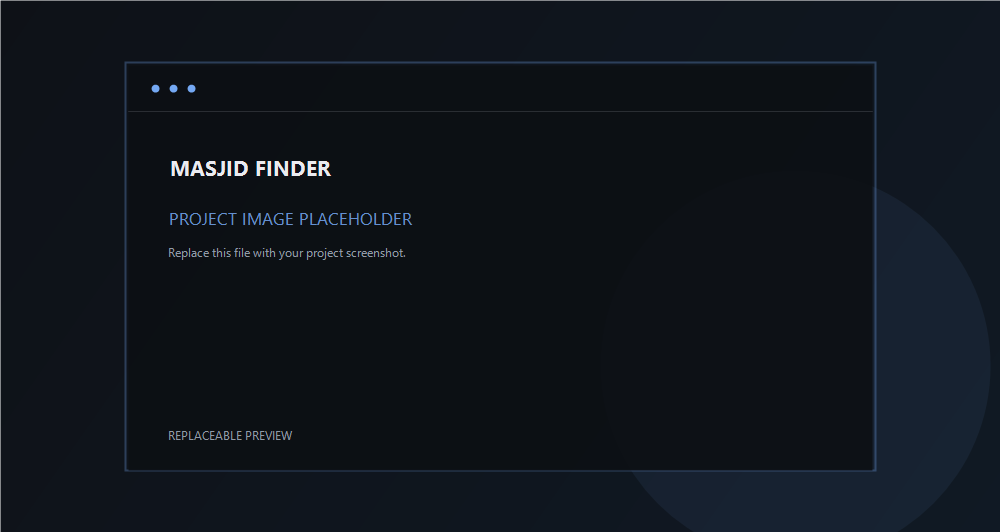 MASJID FINDER
PROJECT IMAGE PLACEHOLDER
Replace this file with your project screenshot.
REPLACEABLE PREVIEW